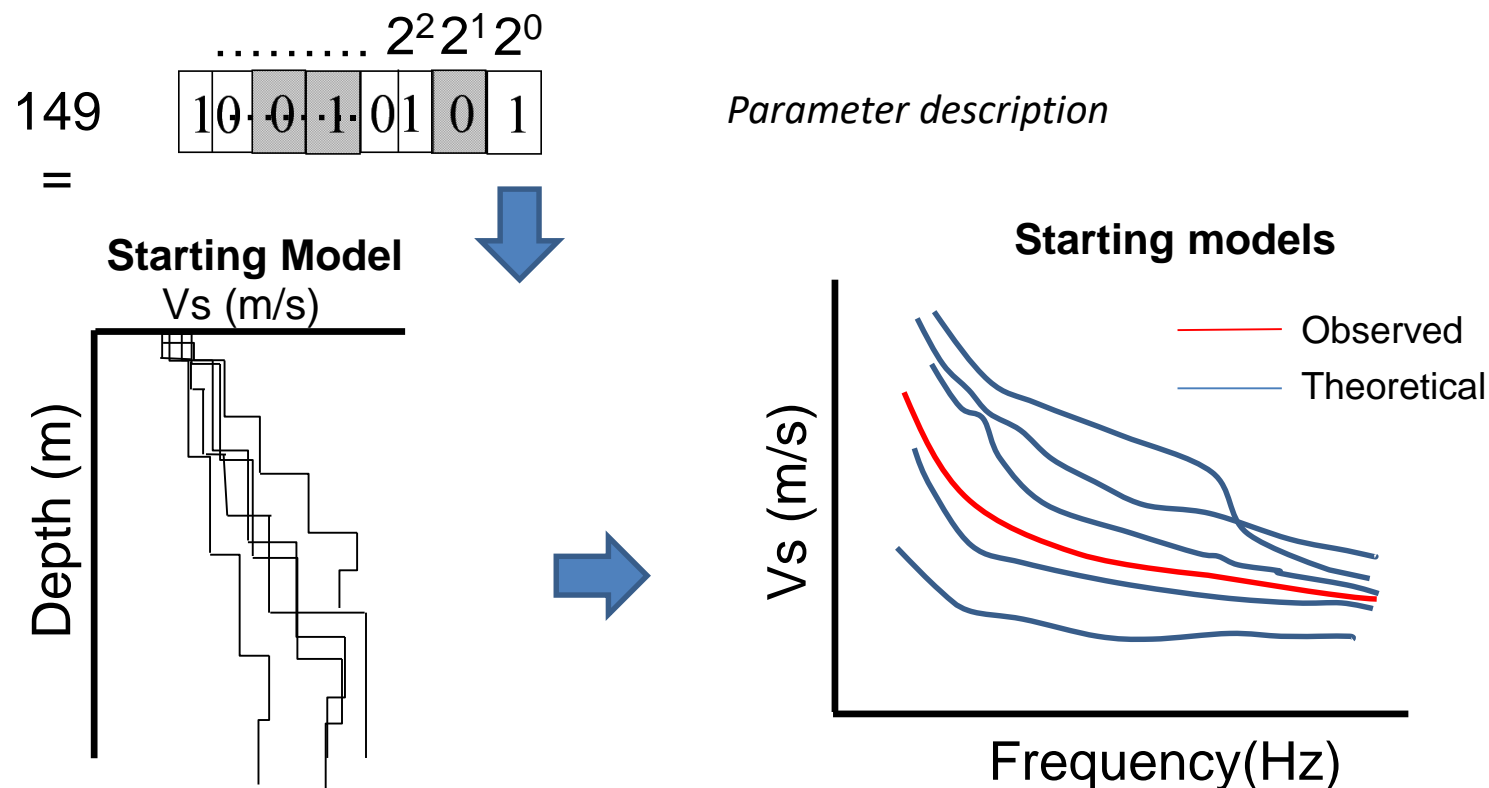 ......... 2² 2¹ 2⁰
149 1 0 0 1 0 1 0 1
=
Parameter description
Starting Model
Vs (m/s)
Depth (m)
Starting models
Observed
Theoretical
Vs (m/s)
Frequency(Hz)